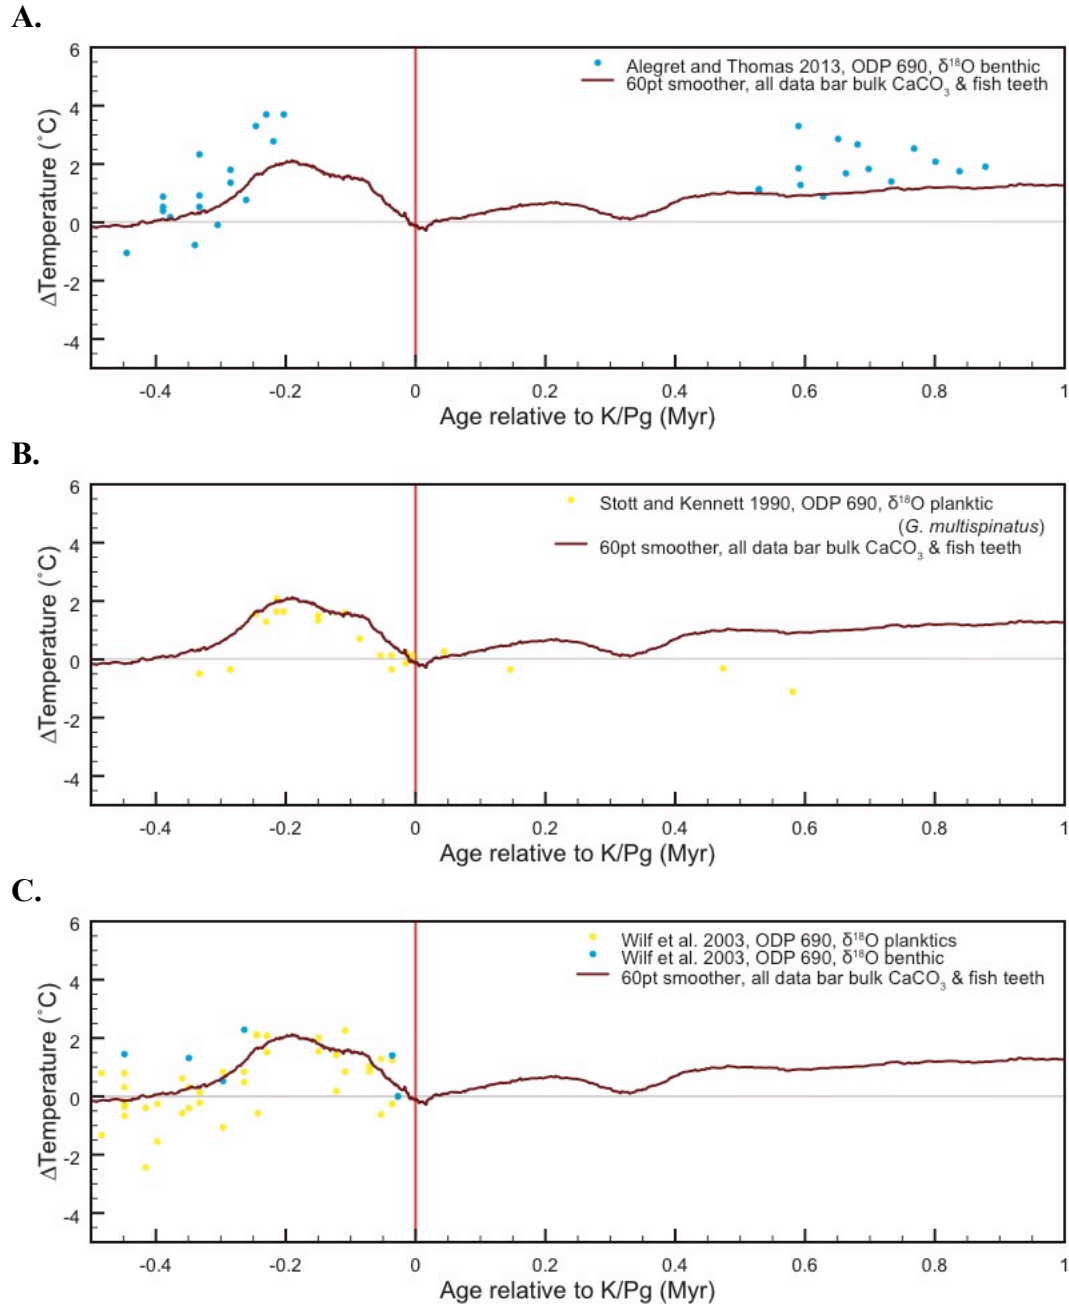 A.
6
4
2
0
-2
-4
ΔTemperature (˚C)
Alegret and Thomas 2013, ODP 690, δ¹⁸O benthic
60pt smoother, all data bar bulk CaCO₃ & fish teeth
-0.4 -0.2 0 0.2 0.4 0.6 0.8 1
Age relative to K/Pg (Myr)
B.
6
4
2
0
-2
-4
ΔTemperature (˚C)
Stott and Kennett 1990, ODP 690, δ¹⁸O planktic
(G. multispinatus)
60pt smoother, all data bar bulk CaCO₃ & fish teeth
-0.4 -0.2 0 0.2 0.4 0.6 0.8 1
Age relative to K/Pg (Myr)
C.
6
4
2
0
-2
-4
ΔTemperature (˚C)
Wilf et al. 2003, ODP 690, δ¹⁸O planktics
Wilf et al. 2003, ODP 690, δ¹⁸O benthic
60pt smoother, all data bar bulk CaCO₃ & fish teeth
-0.4 -0.2 0 0.2 0.4 0.6 0.8 1
Age relative to K/Pg (Myr)